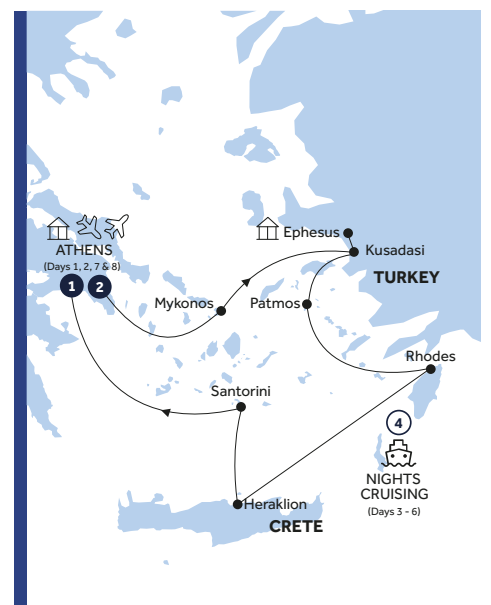 ATHENS
(Days 1, 2, 7 & 8)
1
2
Ephesus
Kusadasi
TURKEY
Mykonos
Patmos
Rhodes
Santorini
4
NIGHTS
CRUISING
(Days 3 - 6)
Heraklion
CRETE